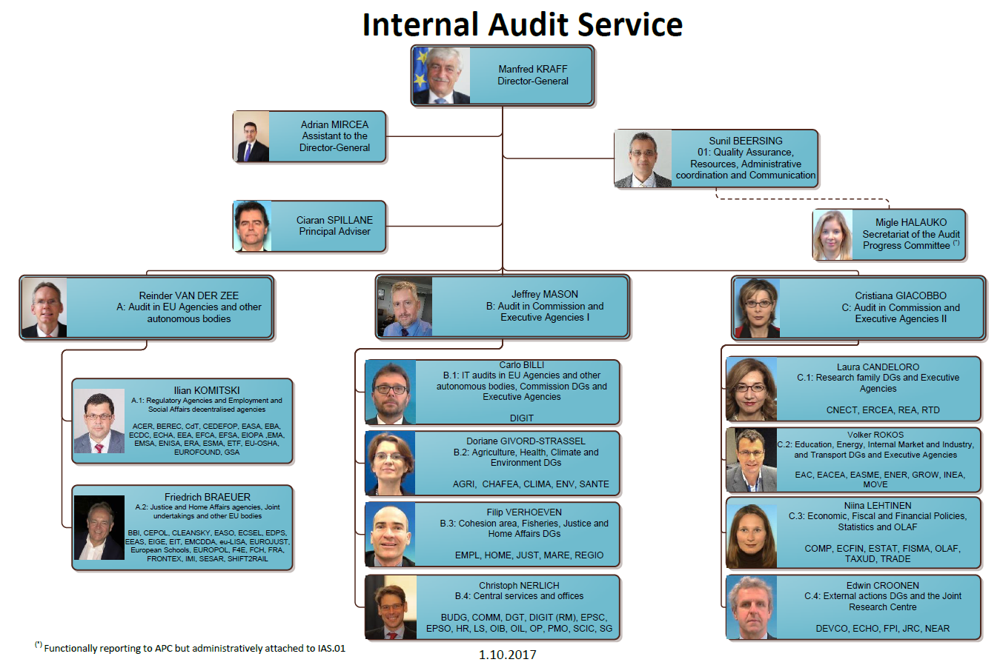 Internal Audit Service
Manfred KRAFF
Director-General
Adrian MIRCEA
Assistant to the
Director-General
Sunil BEERSING
01: Quality Assurance,
Resources, Administrative
coordination and Communication
Ciaran SPILLANE
Principal Adviser
Migle HALAUKO
Secretariat of the Audit
Progress Committee (*)
Reinder VAN DER ZEE
A: Audit in EU Agencies and other
autonomous bodies
Jeffrey MASON
B: Audit in Commission and
Executive Agencies I
Cristiana GIACOBBO
C: Audit in Commission and
Executive Agencies II
Ilian KOMITSKI
A.1: Regulatory Agencies and Employment and
Social Affairs decentralised agencies
ACER, BEREC, CdT, CEDEFOP, EASA, EBA,
ECDC, ECHA, EEA, EFCA, EFSA, EIOPA ,EMA,
EMSA, ENISA, ERA, ESMA, ETF, EU-OSHA,
EUROFOUND, GSA
Friedrich BRAEUER
A.2: Justice and Home Affairs agencies, Joint
undertakings and other EU bodies
BBI, CEPOL, CLEANSKY, EASO, ECSEL, EDPS,
EEAS, EIGE, EIT, EMCDDA, eu-LISA, EUROJUST,
European Schools, EUROPOL, F4E, FCH, FRA,
FRONTEX, IMI, SESAR, SHIFT2RAIL
Carlo BILLI
B.1: IT audits in EU Agencies and other
autonomous bodies, Commission DGs and
Executive Agencies
DIGIT
Doriane GIVORD-STRASSEL
B.2: Agriculture, Health, Climate and
Environment DGs
AGRI, CHAFEA, CLIMA, ENV, SANTE
Filip VERHOEVEN
B.3: Cohesion area, Fisheries, Justice and
Home Affairs DGs
EMPL, HOME, JUST, MARE, REGIO
Christoph NERLICH
B.4: Central services and offices
BUDG, COMM, DGT, DIGIT (RM), EPSC,
EPSO, HR, LS, OIB, OIL, OP, PMO, SCIC, SG
Laura CANDELORO
C.1: Research family DGs and Executive
Agencies
CNECT, ERCEA, REA, RTD
Volker ROKOS
C.2: Education, Energy, Internal Market and Industry,
and Transport DGs and Executive Agencies
EAC, EACEA, EASME, ENER, GROW, INEA,
MOVE
Niina LEHTINEN
C.3: Economic, Fiscal and Financial Policies,
Statistics and OLAF
COMP, ECFIN, ESTAT, FISMA, OLAF,
TAXUD, TRADE
Edwin CROONEN
C.4: External actions DGs and the Joint
Research Centre
DEVCO, ECHO, FPI, JRC, NEAR
(*) Functionally reporting to APC but administratively attached to IAS.01
1.10.2017